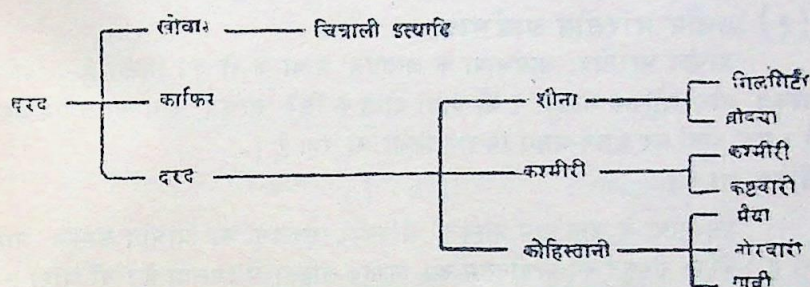 खोवार चित्राली इत्यादि
दरद
काफिर
शीना
गिलगिटी
ब्रोक्पा
दरद
कश्मीरी
कश्मीरी
कष्टवारी
कोहिस्तानी
मैया
तोरवारी
गार्वी